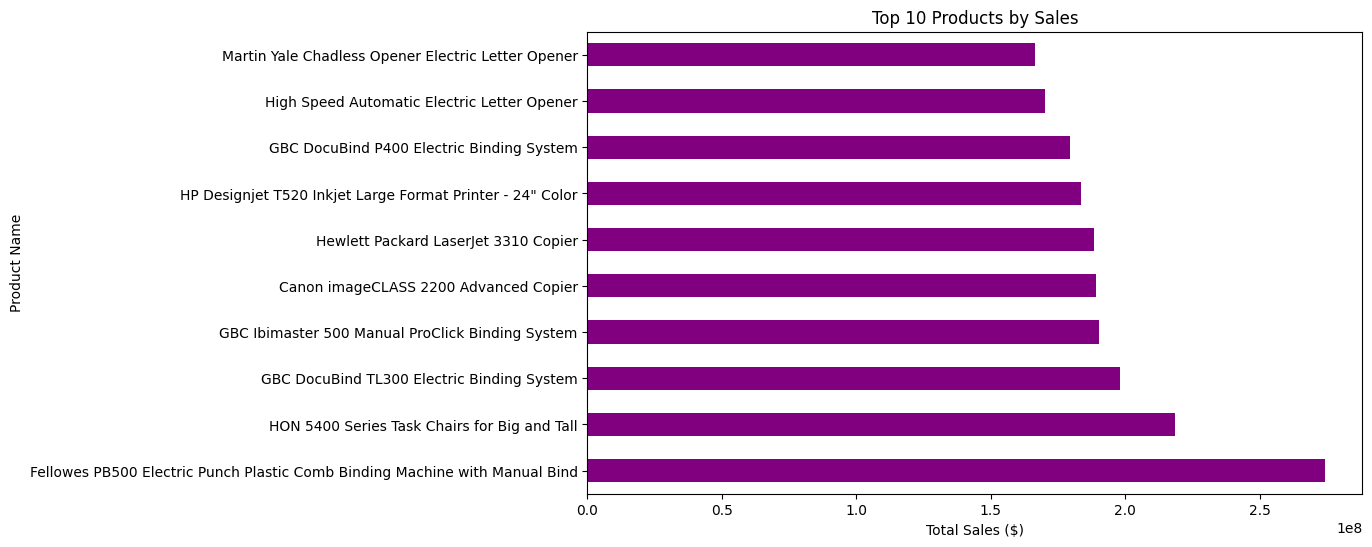 Top 10 Products by Sales
Product Name
Martin Yale Chadless Opener Electric Letter Opener
High Speed Automatic Electric Letter Opener
GBC DocuBind P400 Electric Binding System
HP Designjet T520 Inkjet Large Format Printer - 24" Color
Hewlett Packard LaserJet 3310 Copier
Canon imageCLASS 2200 Advanced Copier
GBC Ibimaster 500 Manual ProClick Binding System
GBC DocuBind TL300 Electric Binding System
HON 5400 Series Task Chairs for Big and Tall
Fellowes PB500 Electric Punch Plastic Comb Binding Machine with Manual Bind
0.0 0.5 1.0 1.5 2.0 2.5
1e8
Total Sales ($)